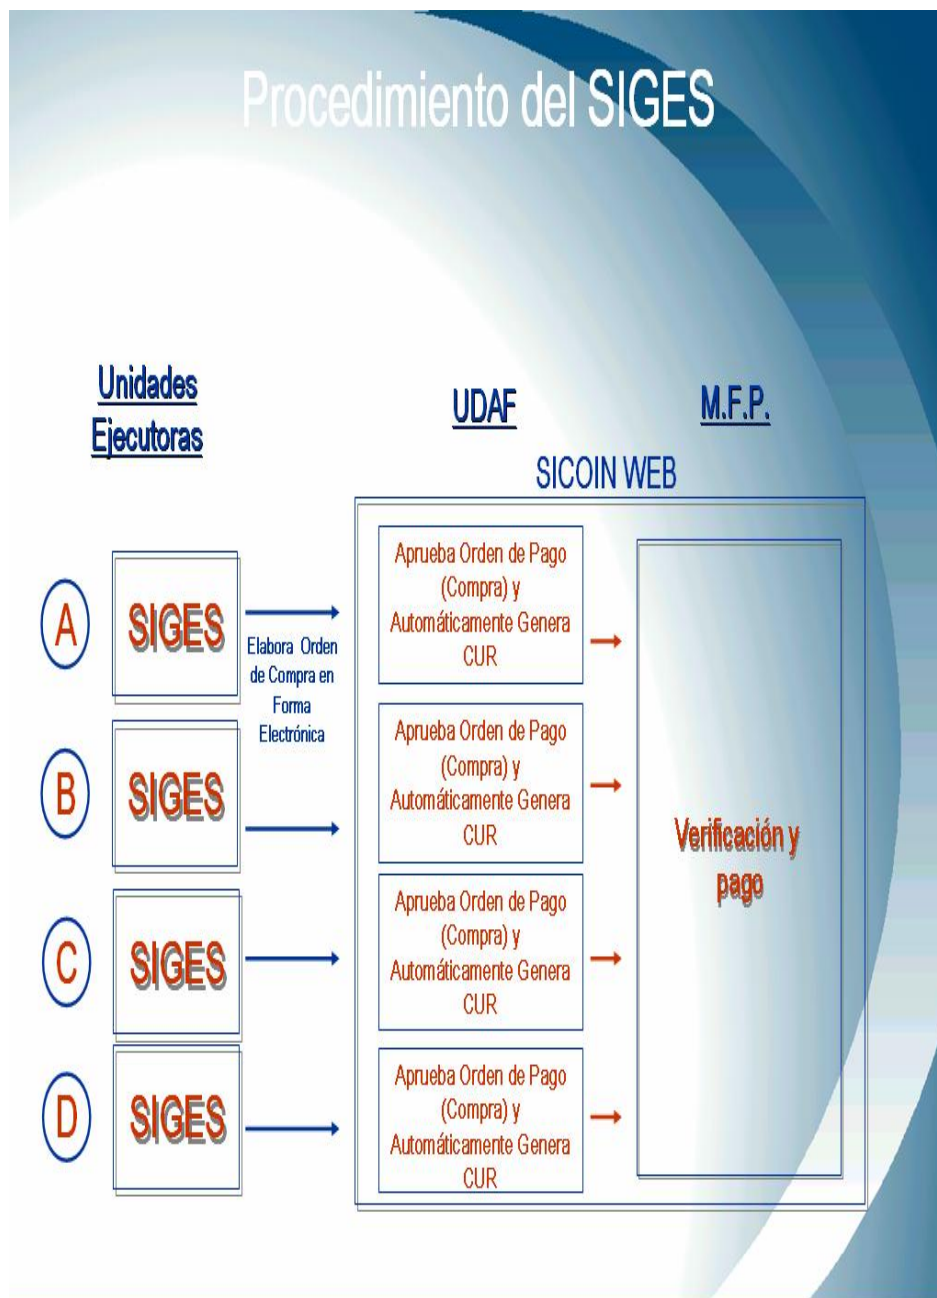 Procedimiento del SIGES
Unidades
Ejecutoras
UDAF
M.F.P.
SICOIN WEB
A
SIGES
Elabora Orden
de Compra en
Forma
Electrónica
Aprueba Orden de Pago
(Compra) y
Automáticamente Genera
CUR
B
SIGES
Aprueba Orden de Pago
(Compra) y
Automáticamente Genera
CUR
C
SIGES
Aprueba Orden de Pago
(Compra) y
Automáticamente Genera
CUR
D
SIGES
Aprueba Orden de Pago
(Compra) y
Automáticamente Genera
CUR
Verificación y
pago